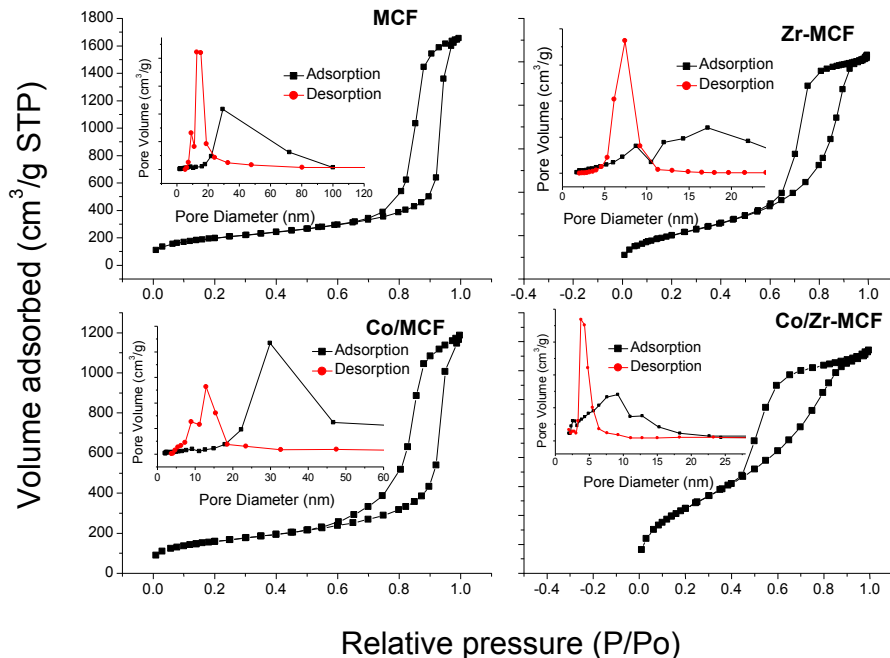 MCF
Zr-MCF
Co/MCF
Co/Zr-MCF
Volume adsorbed (cm³/g STP)
Relative pressure (P/Po)
1800
1600
1400
1200
1000
800
600
400
200
0
0.0 0.2 0.4 0.6 0.8 1.0
Pore Volume (cm³/g)
Adsorption
Desorption
0 20 40 60 80 100 120
Pore Diameter (nm)
-0.4 -0.2 0.0 0.2 0.4 0.6 0.8 1.0
Pore Volume (cm³/g)
Adsorption
Desorption
0 5 10 15 20
Pore Diameter (nm)
1200
1000
800
600
400
200
0
0.0 0.2 0.4 0.6 0.8 1.0
Pore Volume (cm³/g)
Adsorption
Desorption
0 10 20 30 40 50 60
Pore Diameter (nm)
-0.4 -0.2 0.0 0.2 0.4 0.6 0.8 1.0
Pore Volume (cm³/g)
Adsorption
Desorption
0 5 10 15 20 25
Pore Diameter (nm)